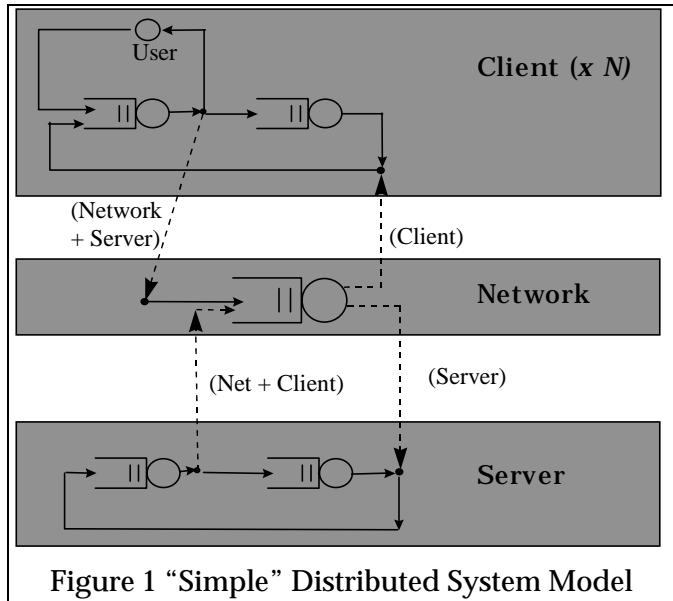 User
Client (x N)
(Network
+ Server)
(Client)
Network
(Net + Client)
(Server)
Server
Figure 1 “Simple” Distributed System Model